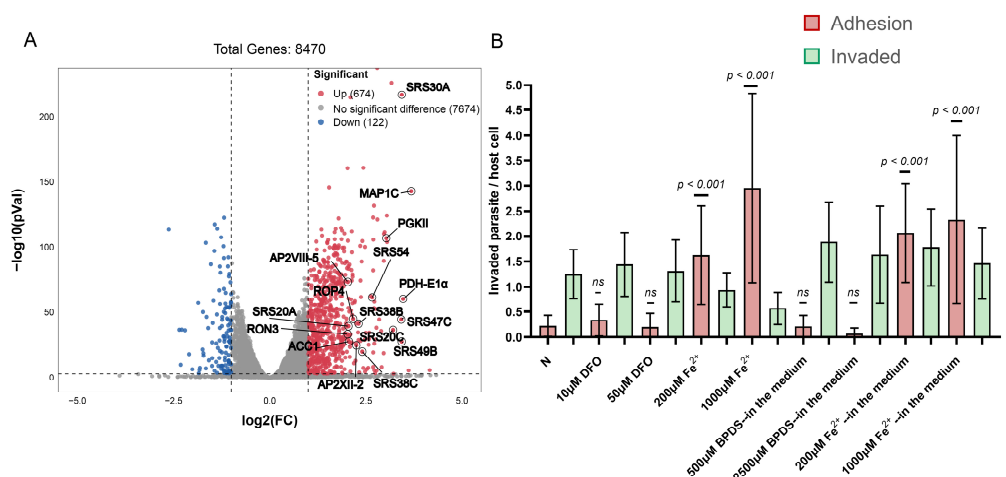 A
Total Genes: 8470
Significant
Up (674)
No significant difference (7674)
Down (122)
SRS30A
MAP1C
PGKII
SRS54
AP2VIII-5
PDH-E1α
ROP4
SRS38B
SRS20A
SRS47C
RON3
SRS20C
ACC1
SRS49B
AP2XII-2
SRS38C
200
150
100
50
0
−log10(pVal)
−5.0
−2.5
0.0
2.5
5.0
log2(FC)
B
Adhesion
Invaded
Invaded parasite / host cell
5.0
4.5
4.0
3.5
3.0
2.5
2.0
1.5
1.0
0.5
0.0
ns
ns
p < 0.001
p < 0.001
ns
ns
p < 0.001
p < 0.001
N
10μM DFO
50μM DFO
200μM Fe²⁺
1000μM Fe²⁺
500μM BPDS--in the medium
2500μM BPDS--in the medium
200μM Fe²⁺ --in the medium
1000μM Fe²⁺ --in the medium